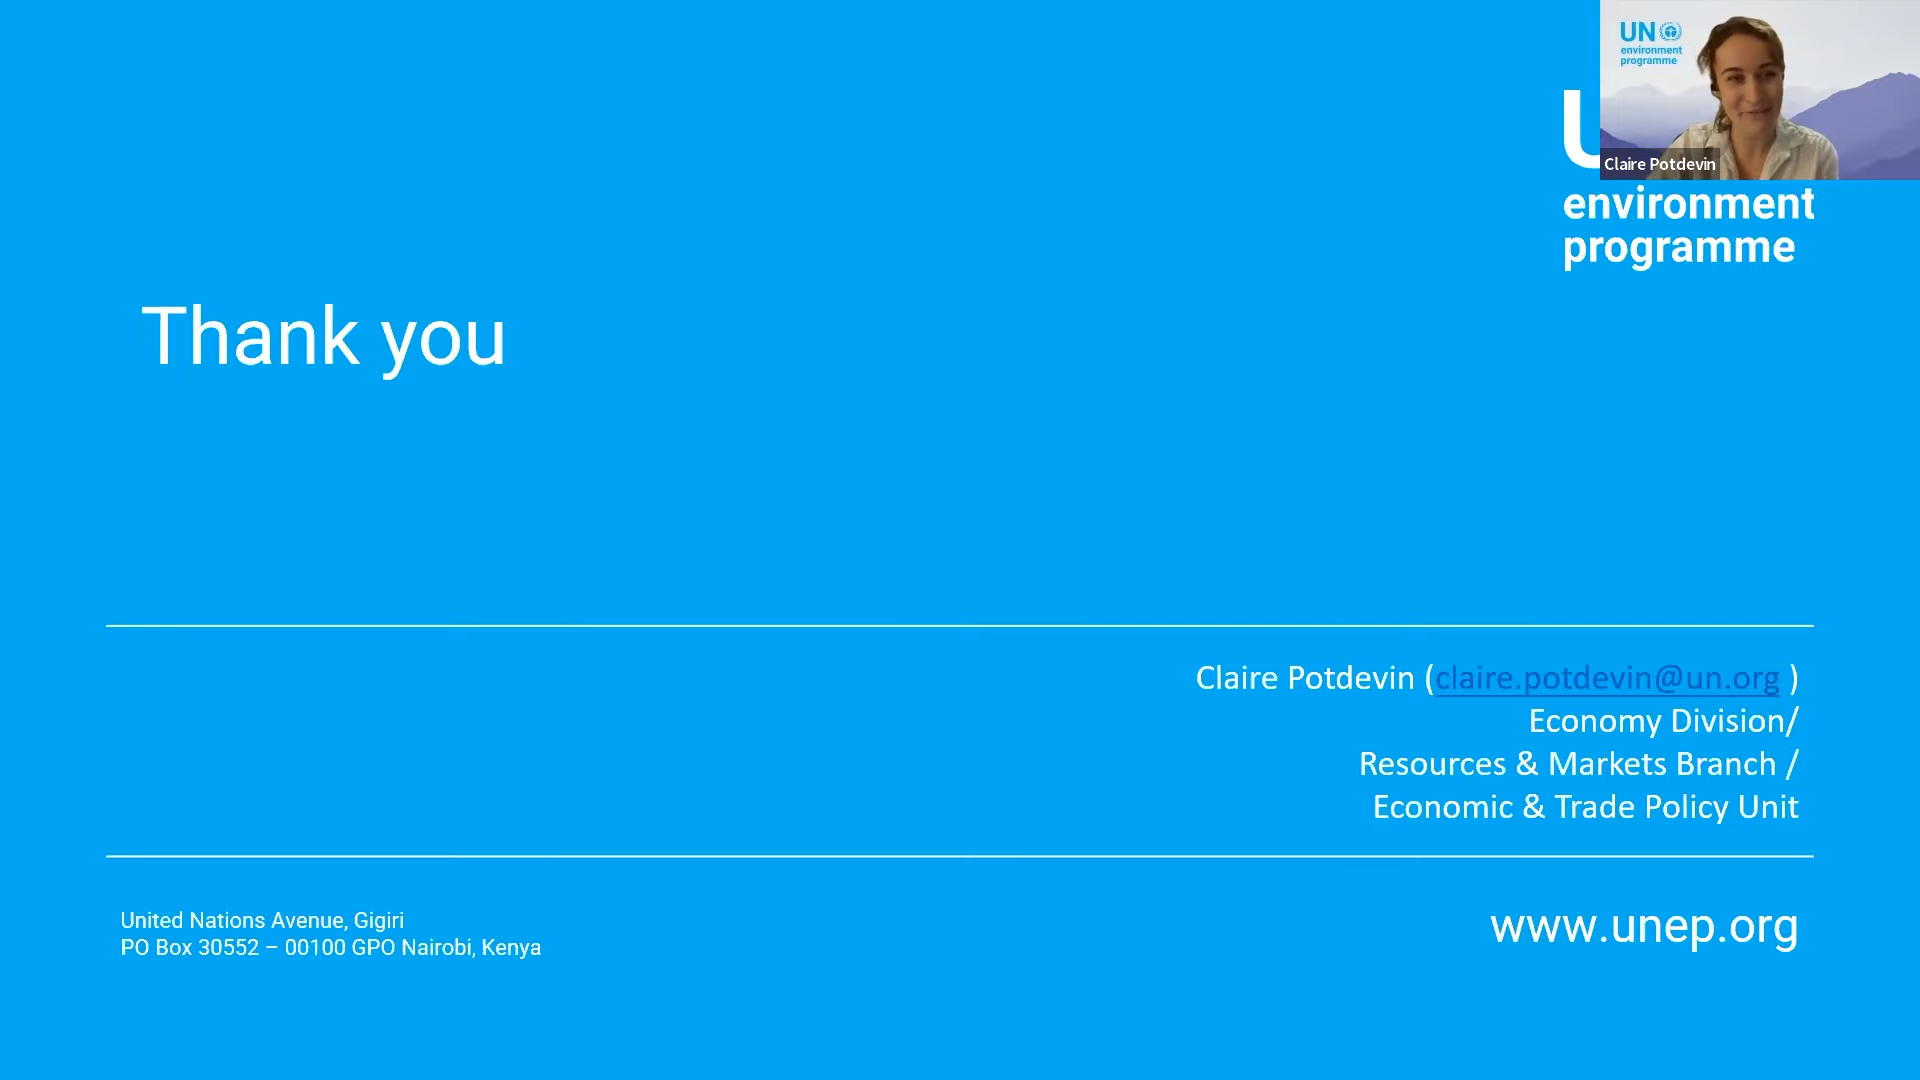 UN
environment
programme
Claire Potdevin
environment
programme
Thank you
Claire Potdevin (claire.potdevin@un.org )
Economy Division/
Resources & Markets Branch /
Economic & Trade Policy Unit
United Nations Avenue, Gigiri
PO Box 30552 – 00100 GPO Nairobi, Kenya
www.unep.org